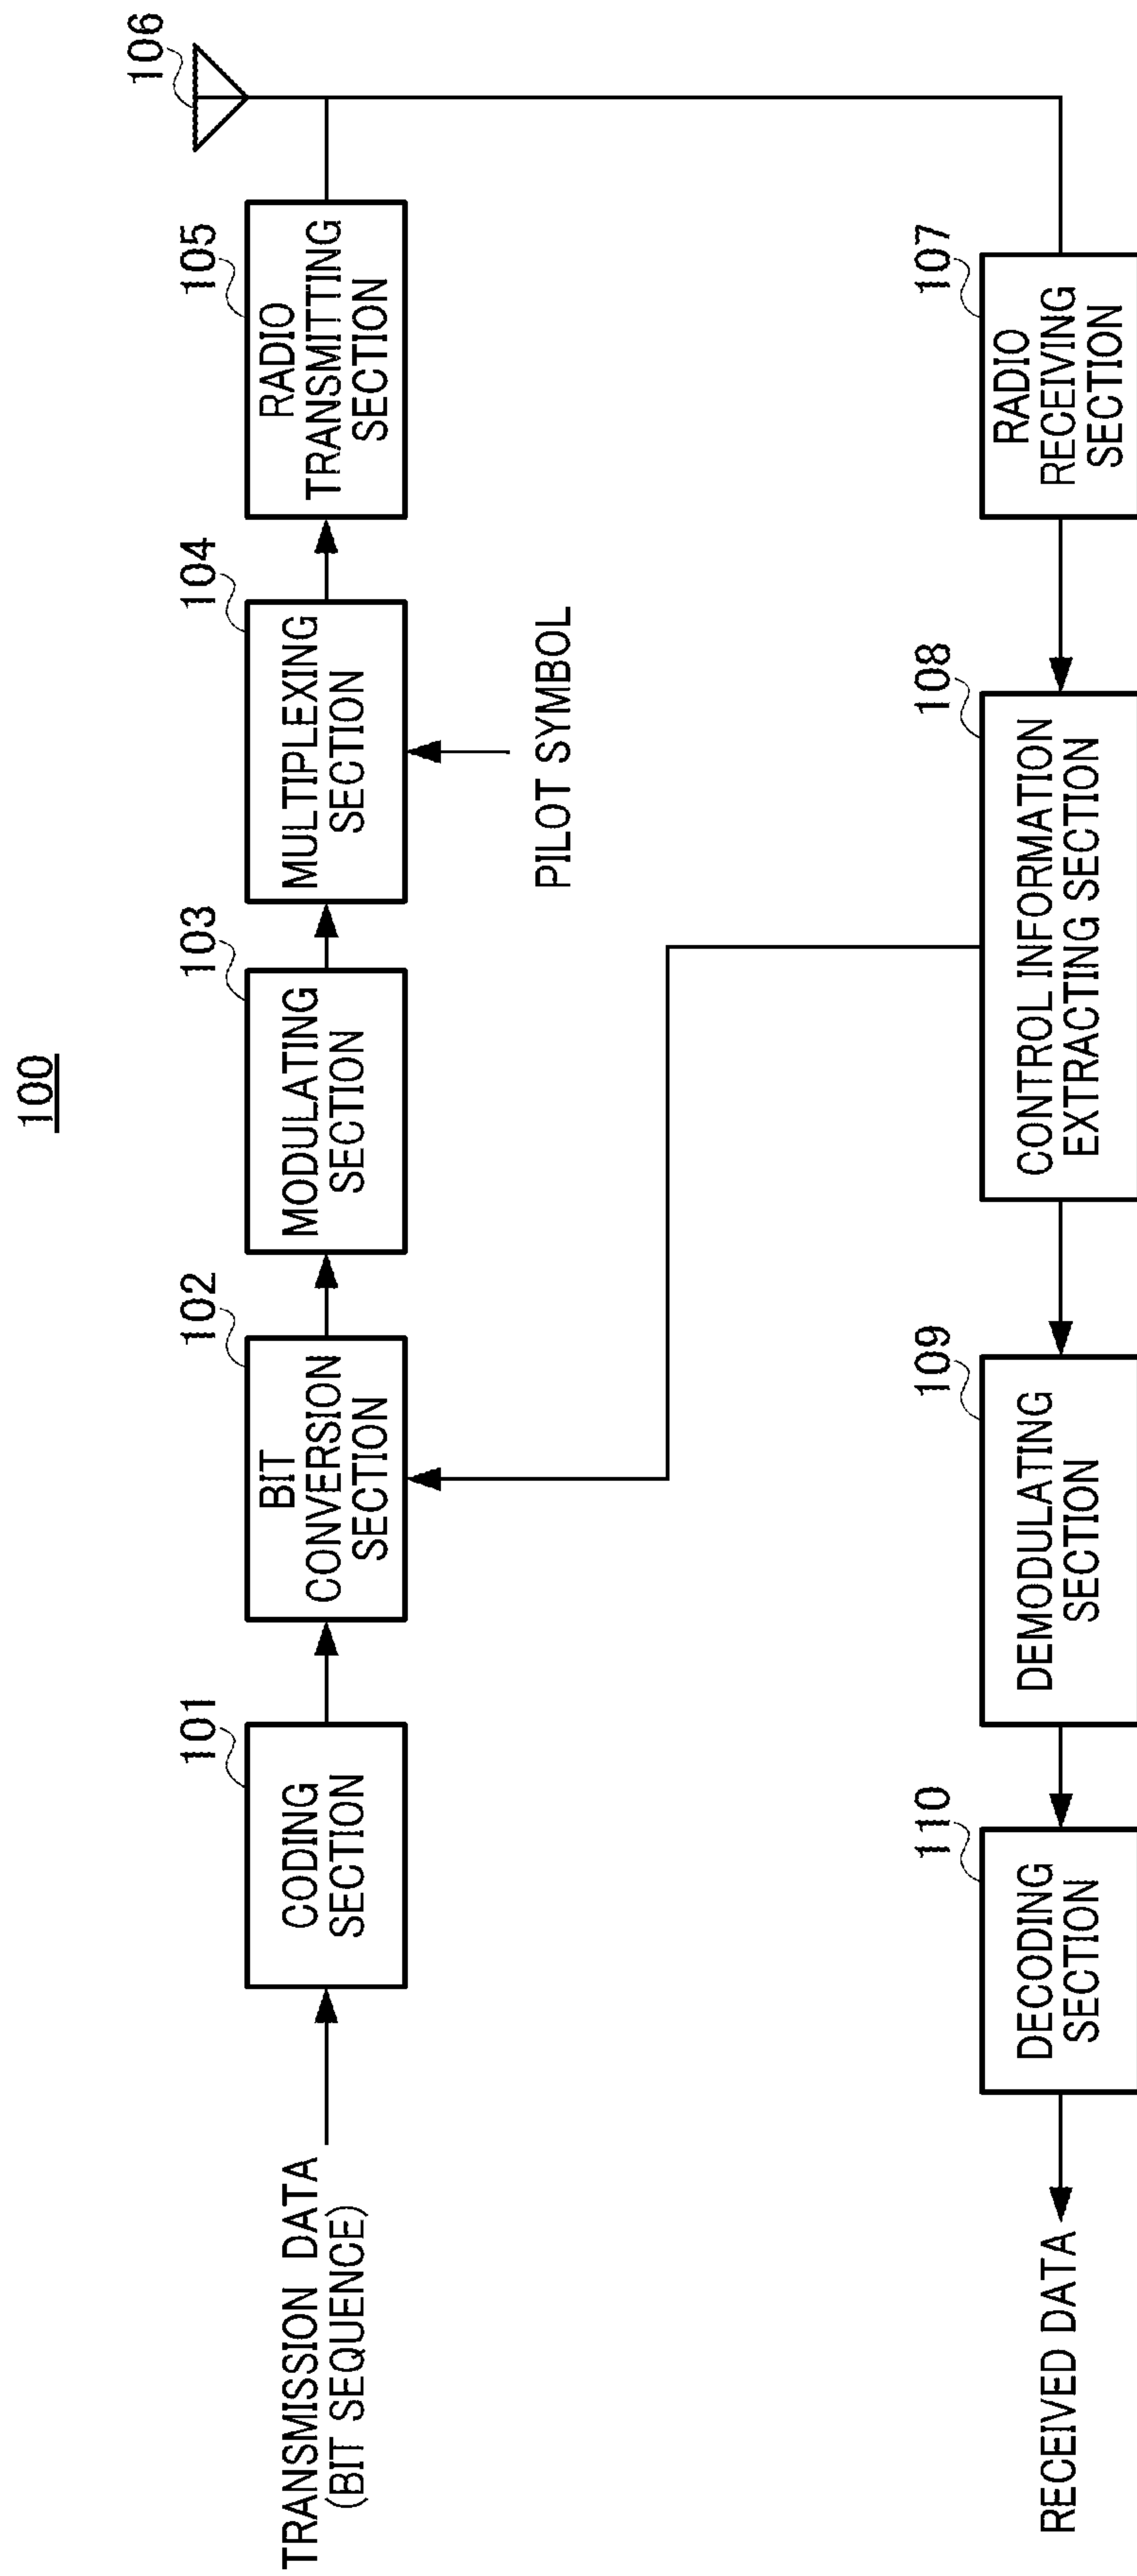 100
TRANSMISSION DATA
(BIT SEQUENCE)
101
CODING
SECTION
102
BIT
CONVERSION
SECTION
103
MODULATING
SECTION
104
MULTIPLEXING
SECTION
105
RADIO
TRANSMITTING
SECTION
106
PILOT SYMBOL
RECEIVED DATA
110
DECODING
SECTION
109
DEMODULATING
SECTION
108
CONTROL INFORMATION
EXTRACTING SECTION
107
RADIO
RECEIVING
SECTION